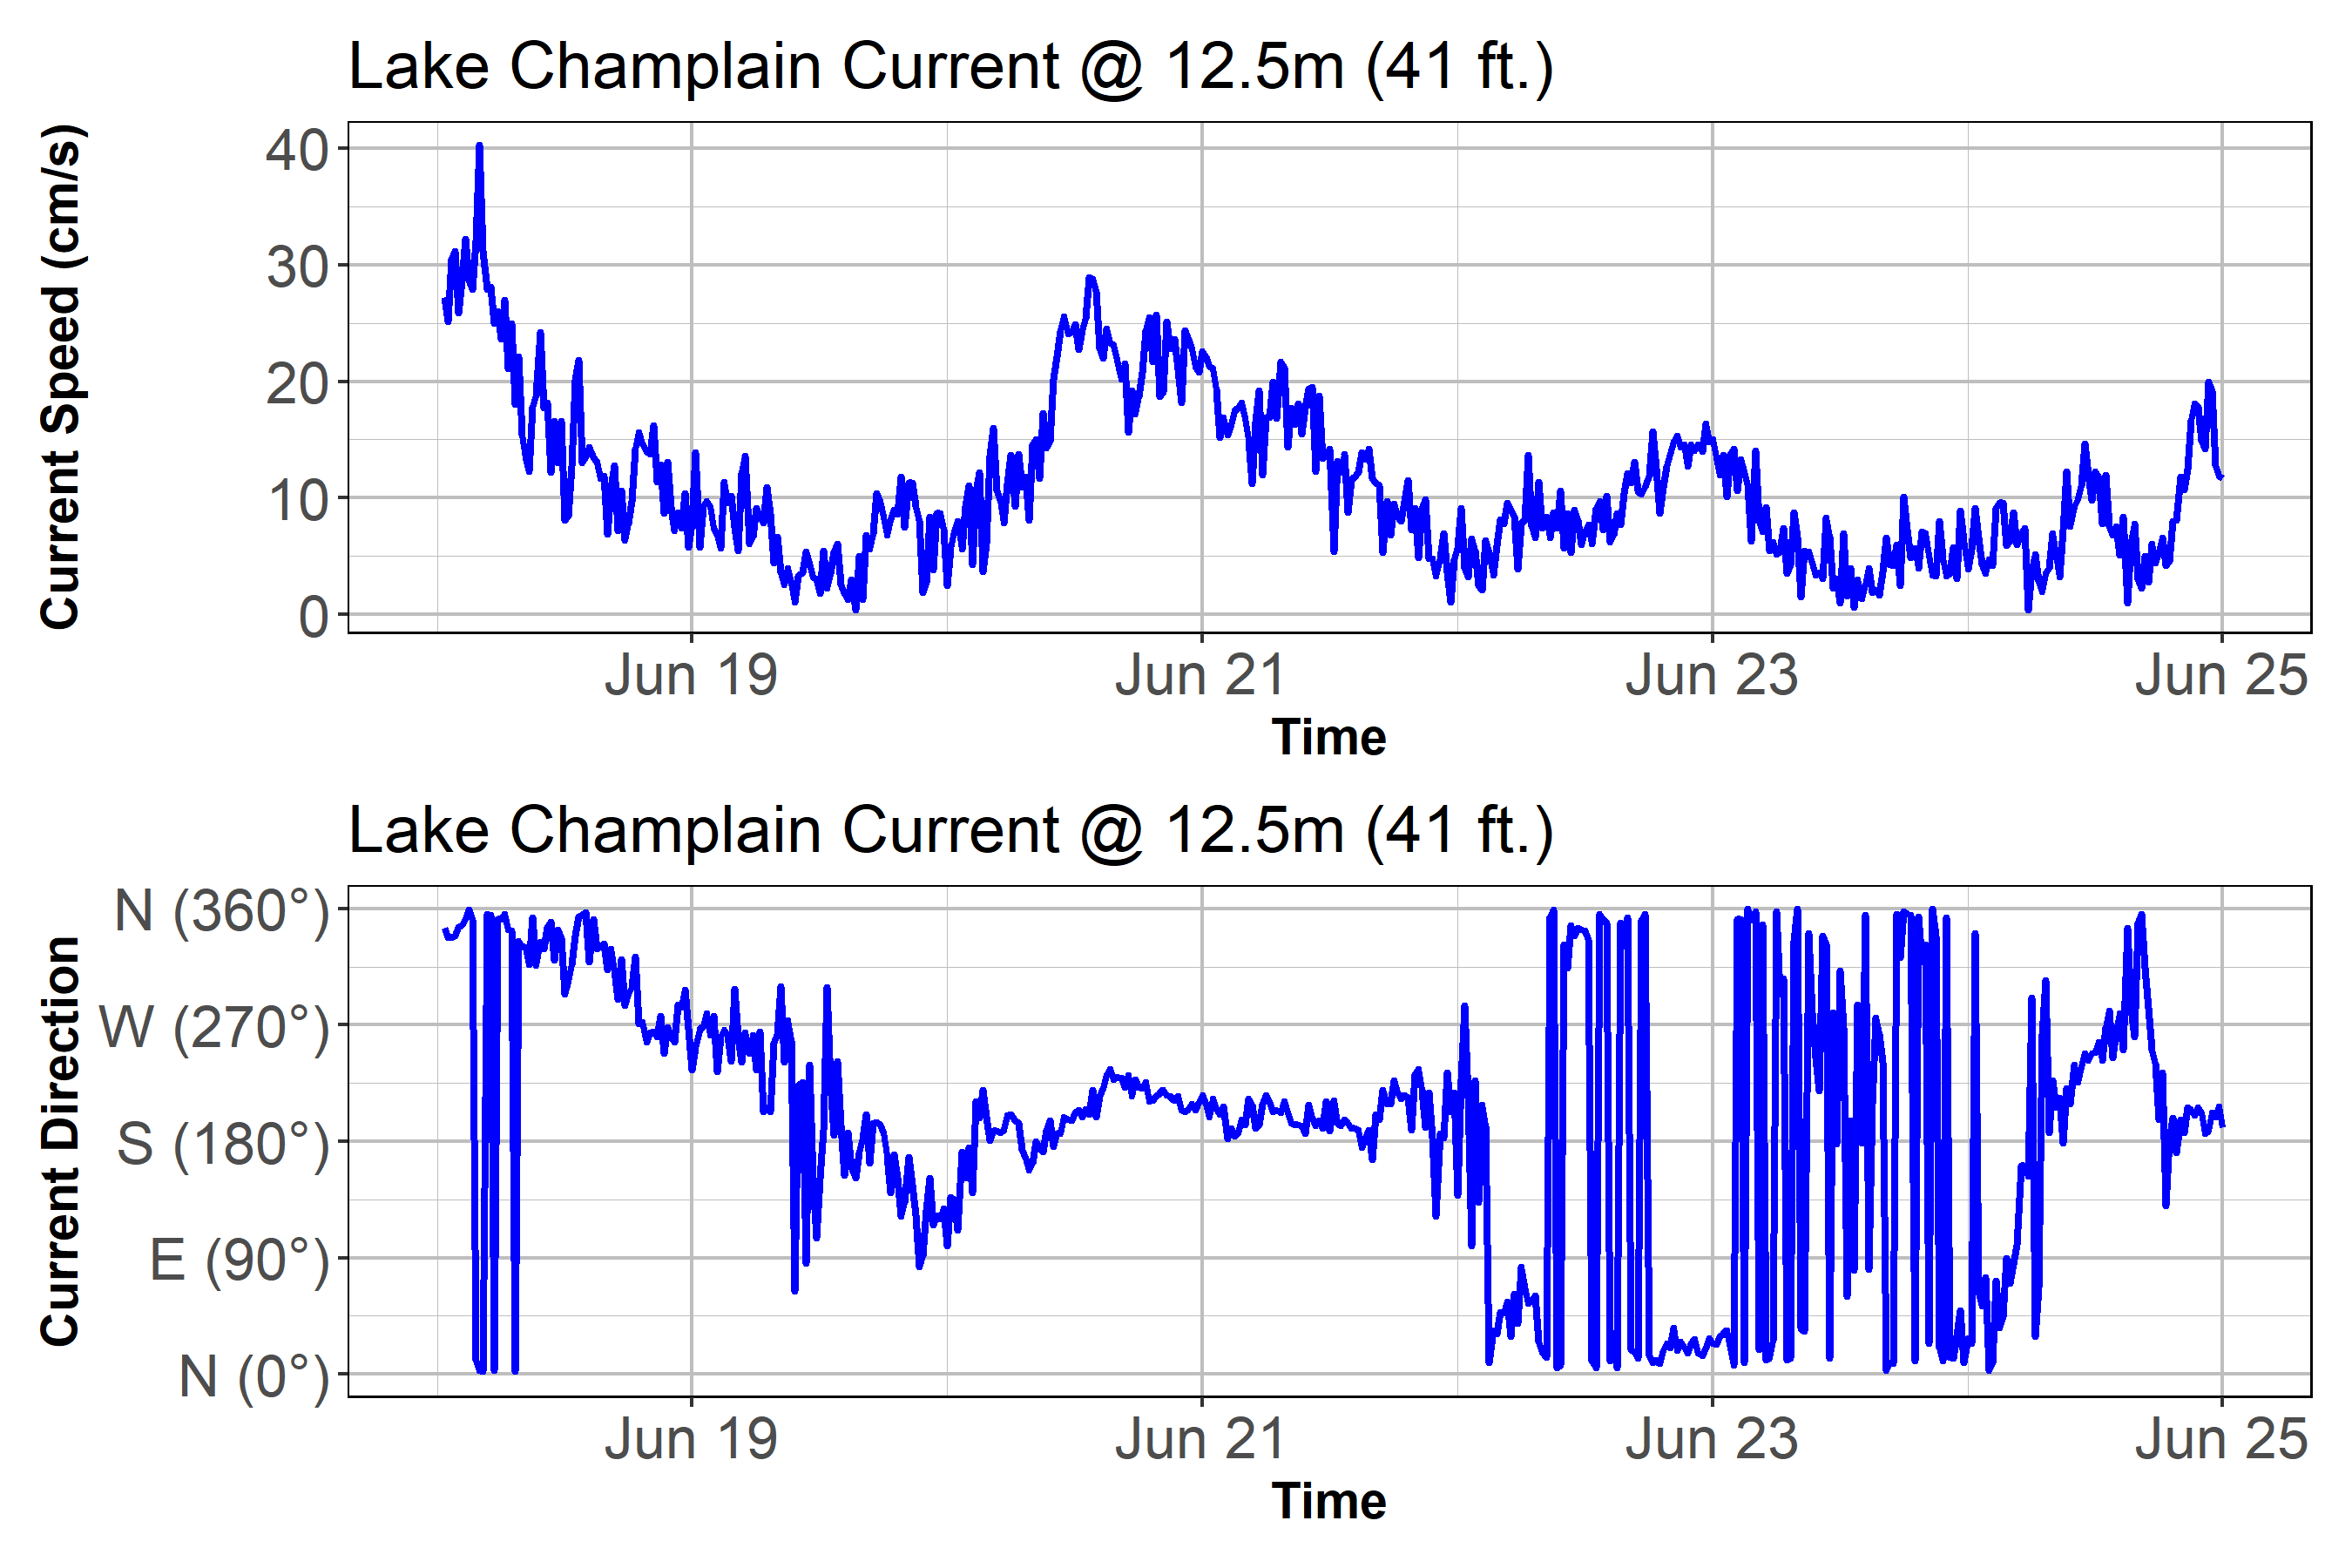 Lake Champlain Current @ 12.5m (41 ft.)
Current Speed (cm/s)
40
30
20
10
0
Jun 19 Jun 21 Jun 23 Jun 25
Time
Lake Champlain Current @ 12.5m (41 ft.)
Current Direction
N (360°)
W (270°)
S (180°)
E (90°)
N (0°)
Jun 19 Jun 21 Jun 23 Jun 25
Time